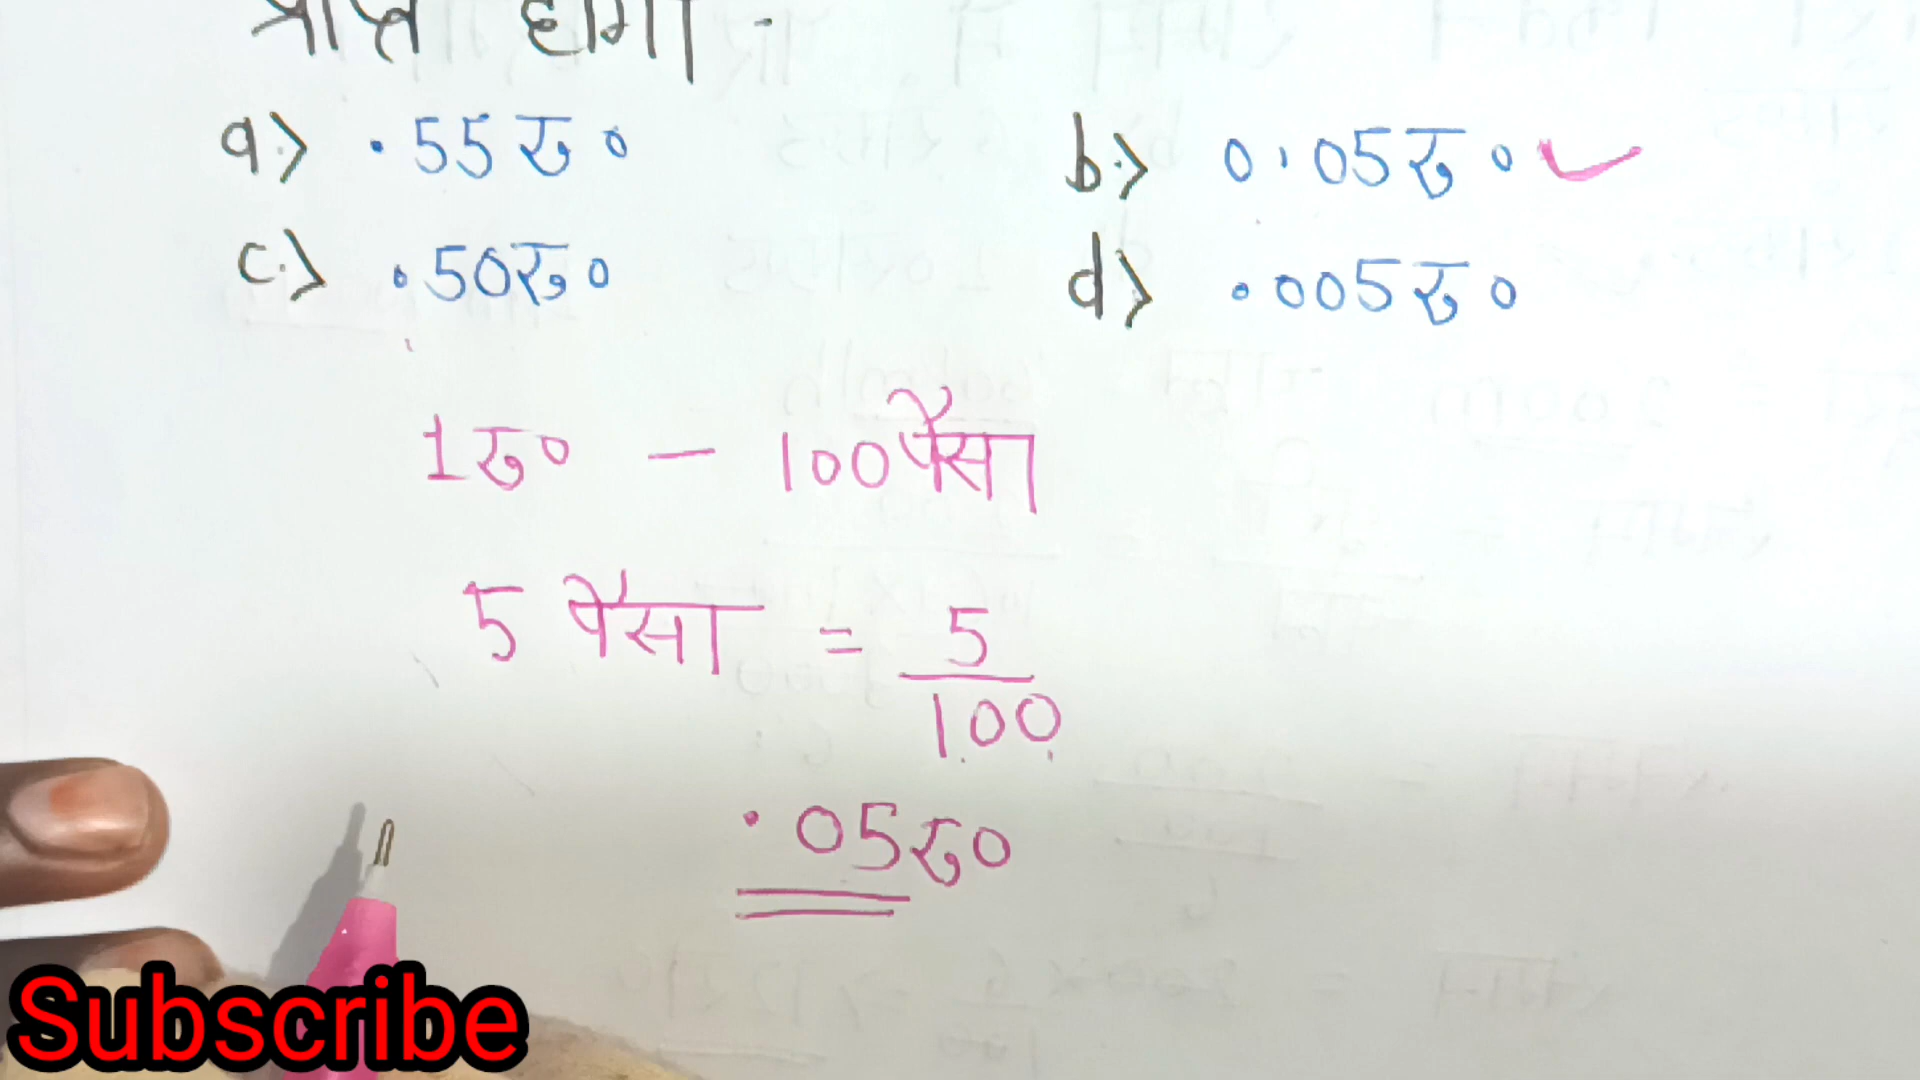 प्राप्त होगा -
a.> .55 रु०
b.> 0.05 रु०
c.> .50 रु०
d.> .005 रु०
1 रु० — 100 पैसा
5 पैसा = 5
100
.05 रु०
Subscribe